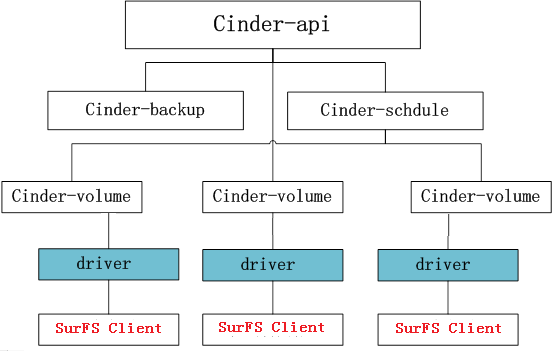 Cinder-api
Cinder-backup
Cinder-schdule
Cinder-volume
Cinder-volume
Cinder-volume
driver
driver
driver
SurFS Client
SurFS Client
SurFS Client